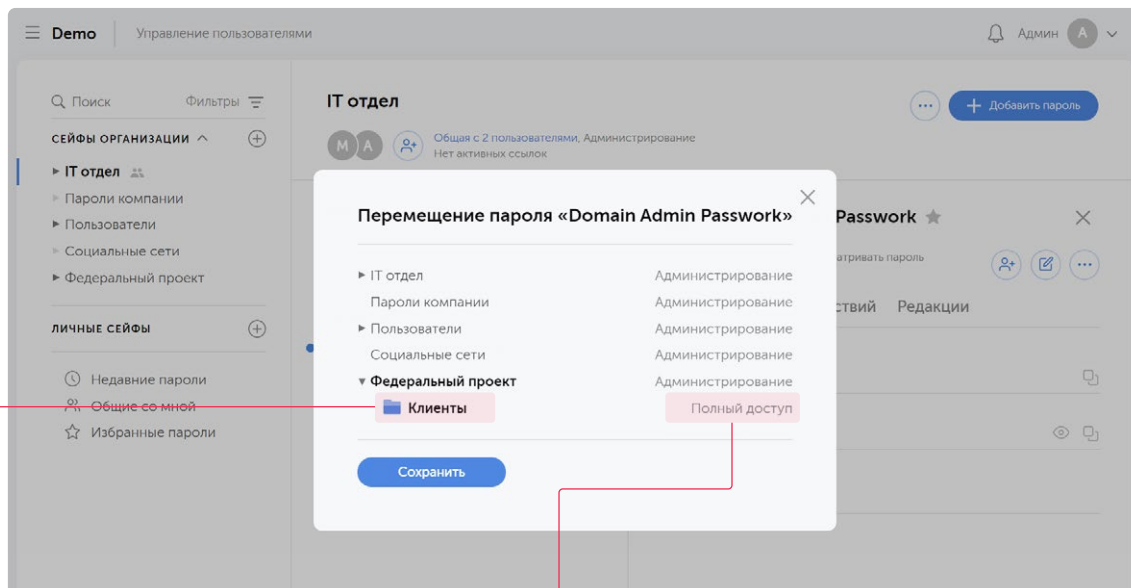 Demo
Управление пользователями
Админ
A
Поиск
Фильтры
СЕЙФЫ ОРГАНИЗАЦИИ
IT отдел
Пароли компании
Пользователи
Социальные сети
Федеральный проект
ЛИЧНЫЕ СЕЙФЫ
Недавние пароли
Общие со мной
Избранные пароли
IT отдел
Добавить пароль
M A
Общая с 2 пользователями, Администрирование
Нет активных ссылок
Перемещение пароля «Domain Admin Passwork»
IT отдел Администрирование
Пароли компании Администрирование
Пользователи Администрирование
Социальные сети Администрирование
Федеральный проект Администрирование
Клиенты Полный доступ
Сохранить
Passwork
атривать пароль
ствий Редакции